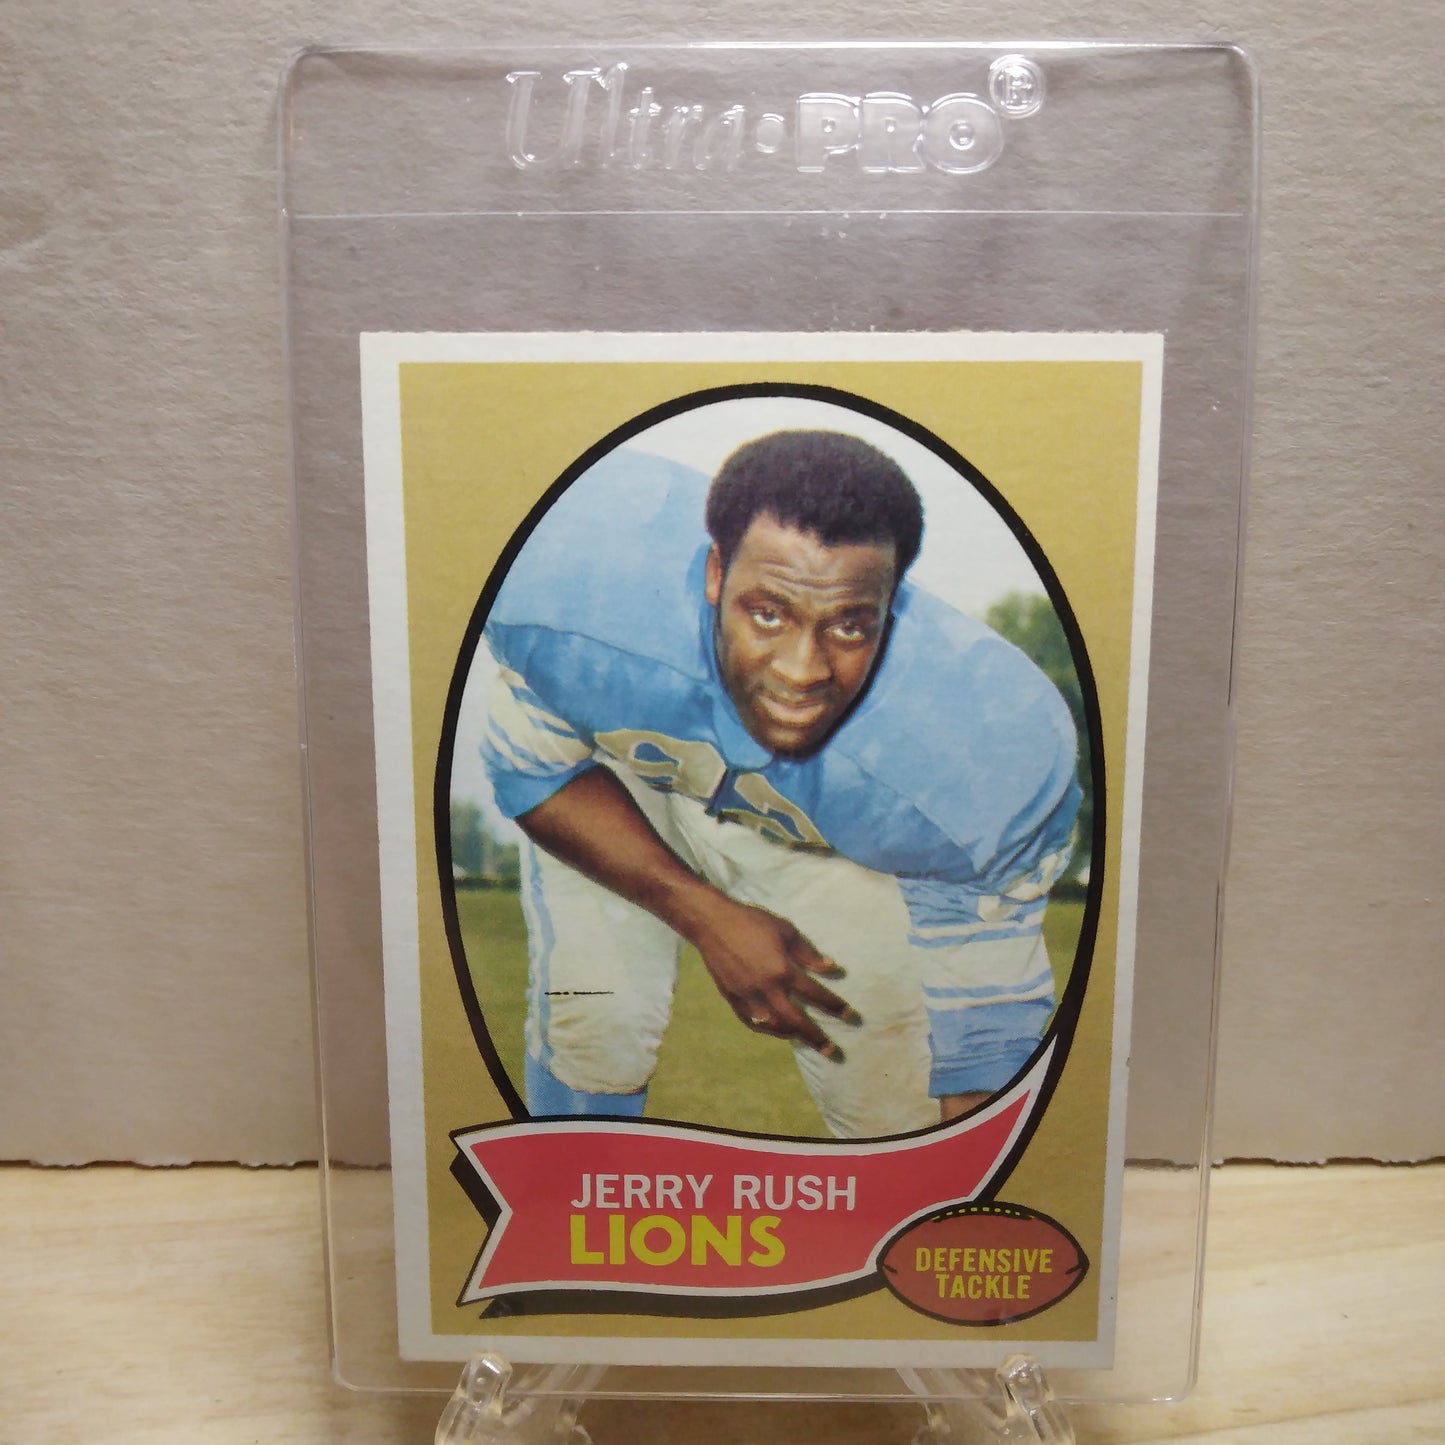 Ultra•PRO®
JERRY RUSH
LIONS
DEFENSIVE
TACKLE